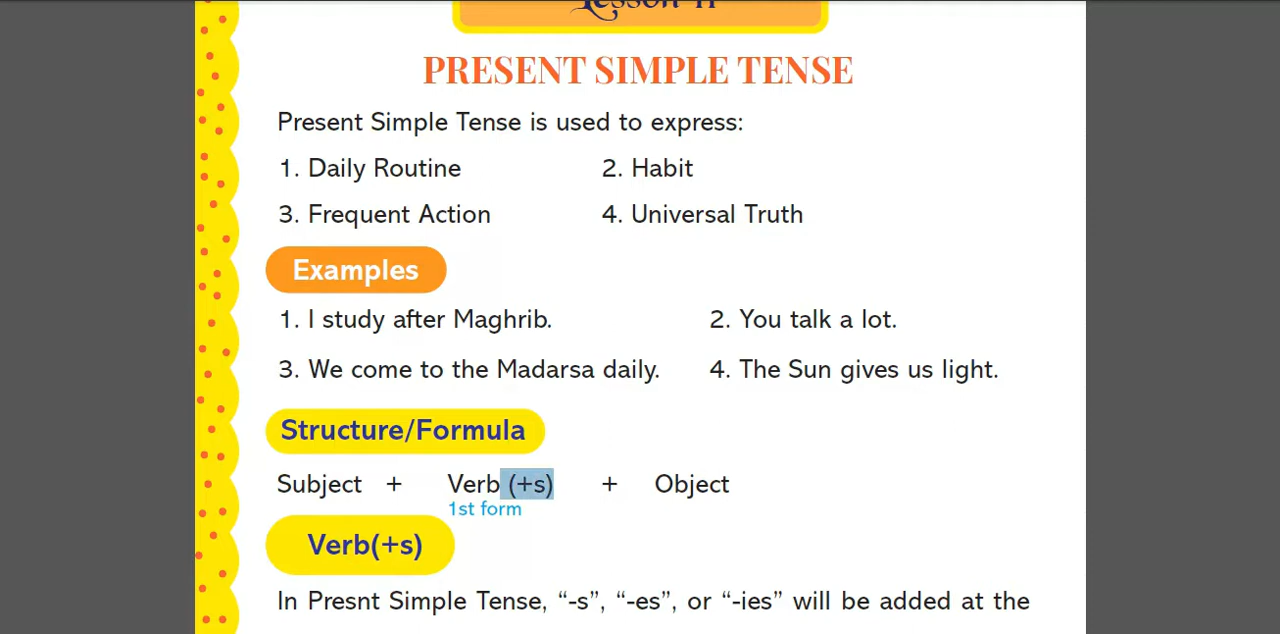 Lesson-11
PRESENT SIMPLE TENSE
Present Simple Tense is used to express:
1. Daily Routine 2. Habit
3. Frequent Action 4. Universal Truth
Examples
1. I study after Maghrib. 2. You talk a lot.
3. We come to the Madarsa daily. 4. The Sun gives us light.
Structure/Formula
Subject + Verb (+s) + Object
1st form
Verb(+s)
In Presnt Simple Tense, “-s”, “-es”, or “-ies” will be added at the